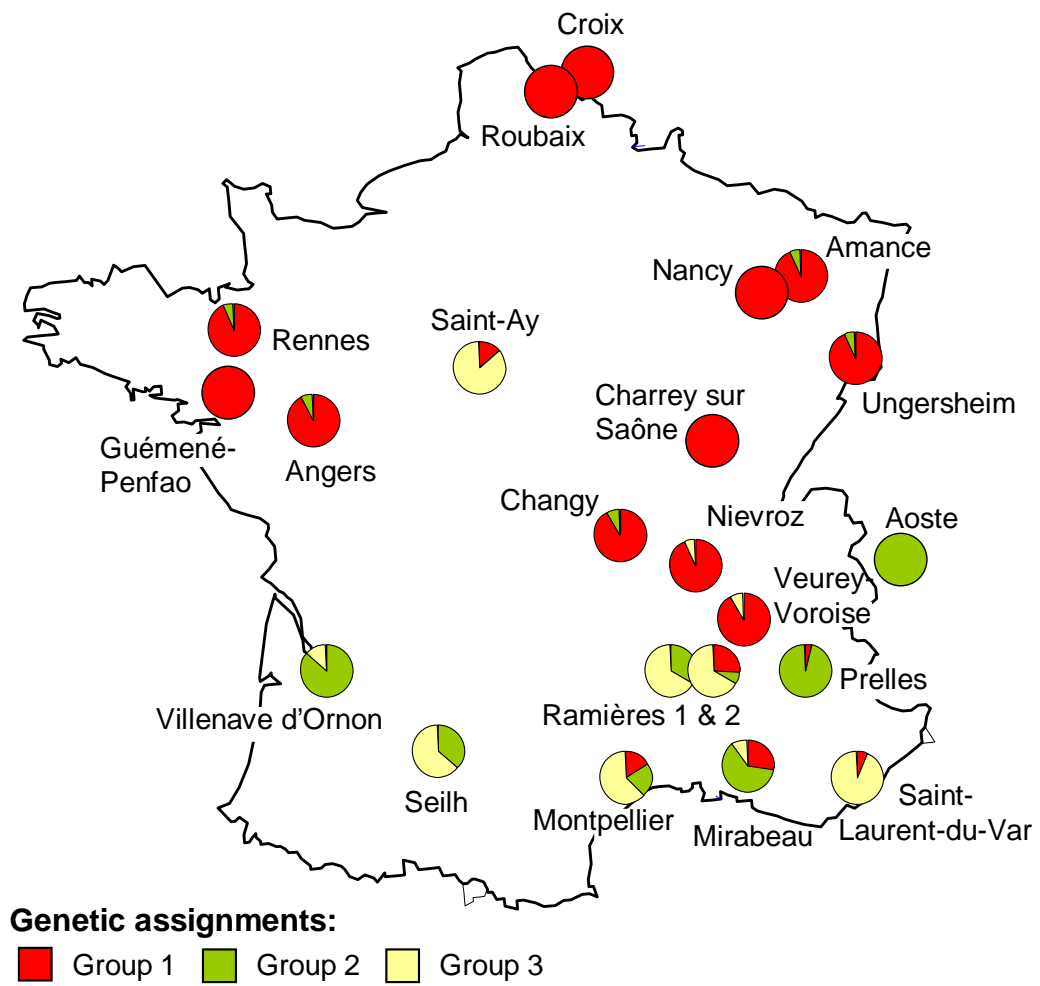 Croix
Roubaix
Amance
Nancy
Saint-Ay
Rennes
Charrey sur
Saône
Ungersheim
Guémené-
Penfao
Angers
Changy
Nievroz
Aoste
Veurey-
Voroise
Prelles
Villenave d'Ornon
Ramières 1 & 2
Seilh
Montpellier
Mirabeau
Saint-
Laurent-du-Var
Genetic assignments:
Group 1 Group 2 Group 3